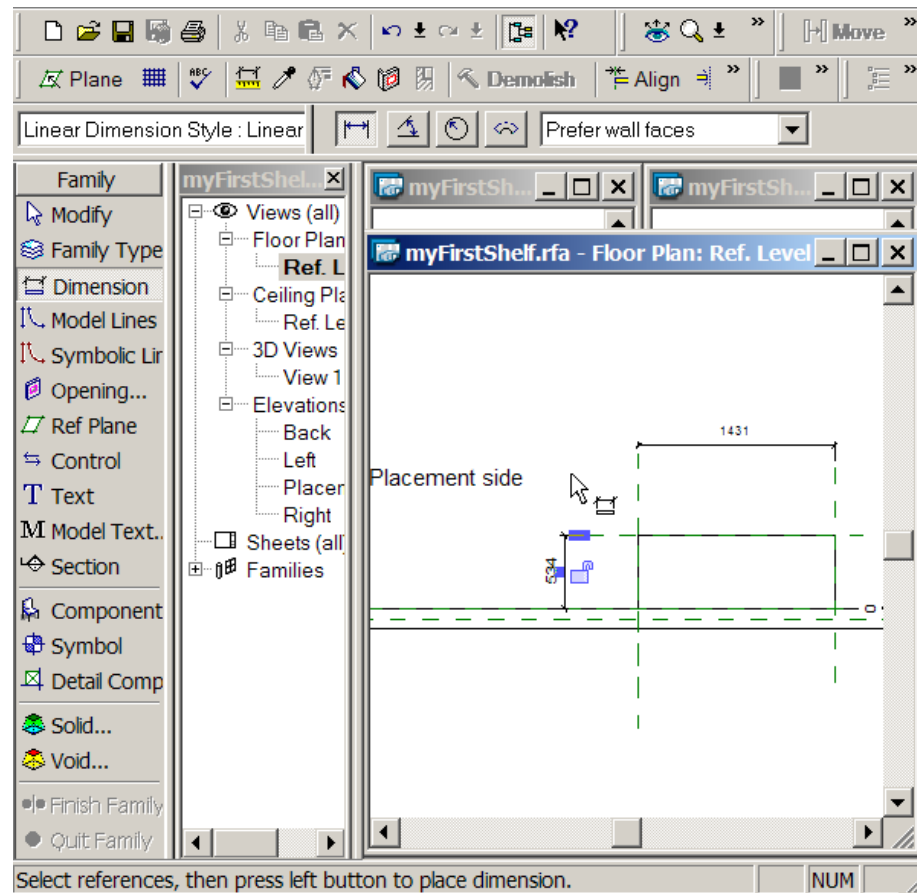 Move
Plane
ABC
Demolish
Align
Linear Dimension Style : Linear
Prefer wall faces
Family
Modify
Family Type
Dimension
Model Lines
Symbolic Lin
Opening...
Ref Plane
Control
T Text
M Model Text..
Section
Component
Symbol
Detail Comp
Solid...
Void...
Finish Family
Quit Family
myFirstShel...
Views (all)
Floor Plan
Ref. L
Ceiling Pla
Ref. Le
3D Views
View 1
Elevations
Back
Left
Placer
Right
Sheets (all)
Families
myFirstSh...
myFirstSh...
myFirstShelf.rfa - Floor Plan: Ref. Level
1431
Placement side
534
0
Select references, then press left button to place dimension.
NUM